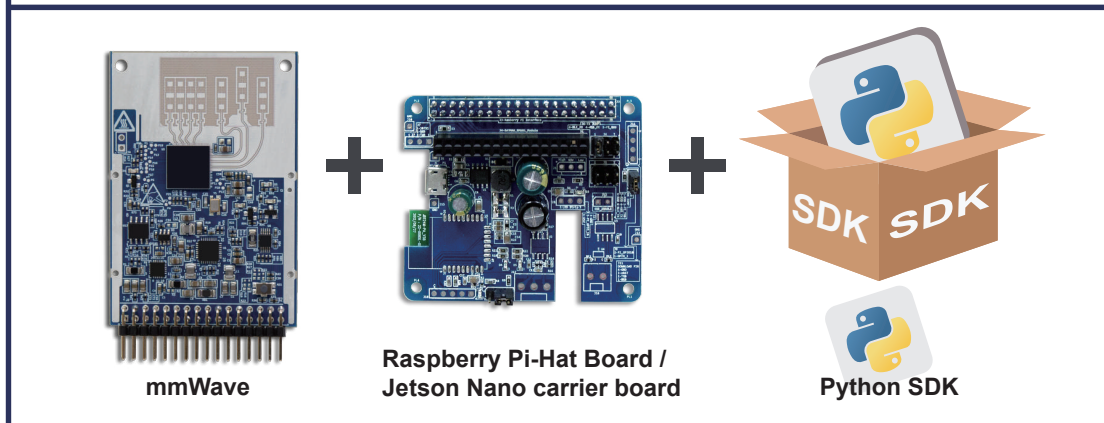 SDK
SDK
mmWave
Raspberry Pi-Hat Board /
Jetson Nano carrier board
Python SDK